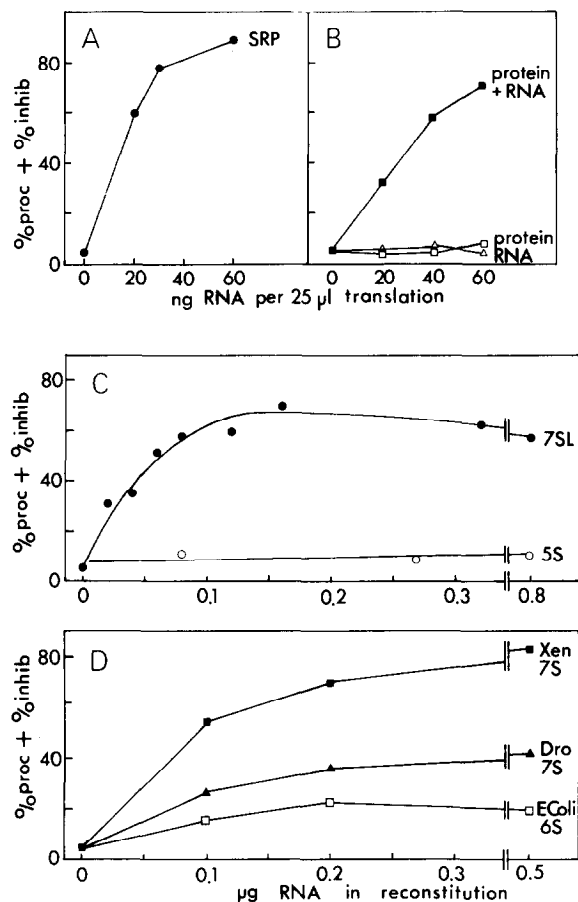 A
SRP
B
protein
+ RNA
protein
RNA
%proc + %inhib
80
40
0
0 20 40 60
0 20 40 60
ng RNA per 25 µl translation
C
7SL
5S
%proc + %inhib
80
40
0
0 0.1 0.2 0.3 0.8
D
Xen
7S
Dro
7S
EColi
6S
%proc + %inhib
80
40
0
0 0.1 0.2 0.3 0.5
µg RNA in reconstitution